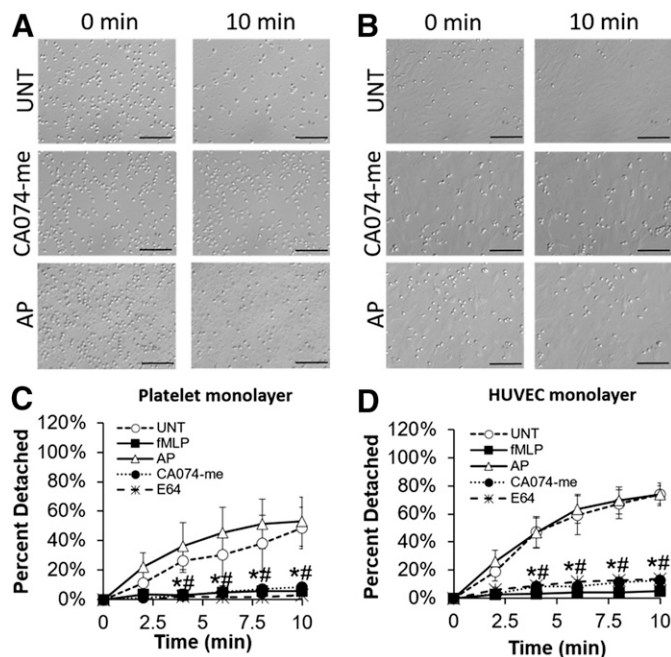 A
0 min
10 min
B
0 min
10 min
UNT
CA074-me
AP
UNT
CA074-me
AP
C
Platelet monolayer
Percent Detached
120%
100%
80%
60%
40%
20%
0%
UNT
fMLP
AP
CA074-me
E64
*# *# *# *#
0 2.5 5 7.5 10
Time (min)
D
HUVEC monolayer
Percent Detached
120%
100%
80%
60%
40%
20%
0%
UNT
fMLP
AP
CA074-me
E64
*# *# *# *#
0 2.5 5 7.5 10
Time (min)